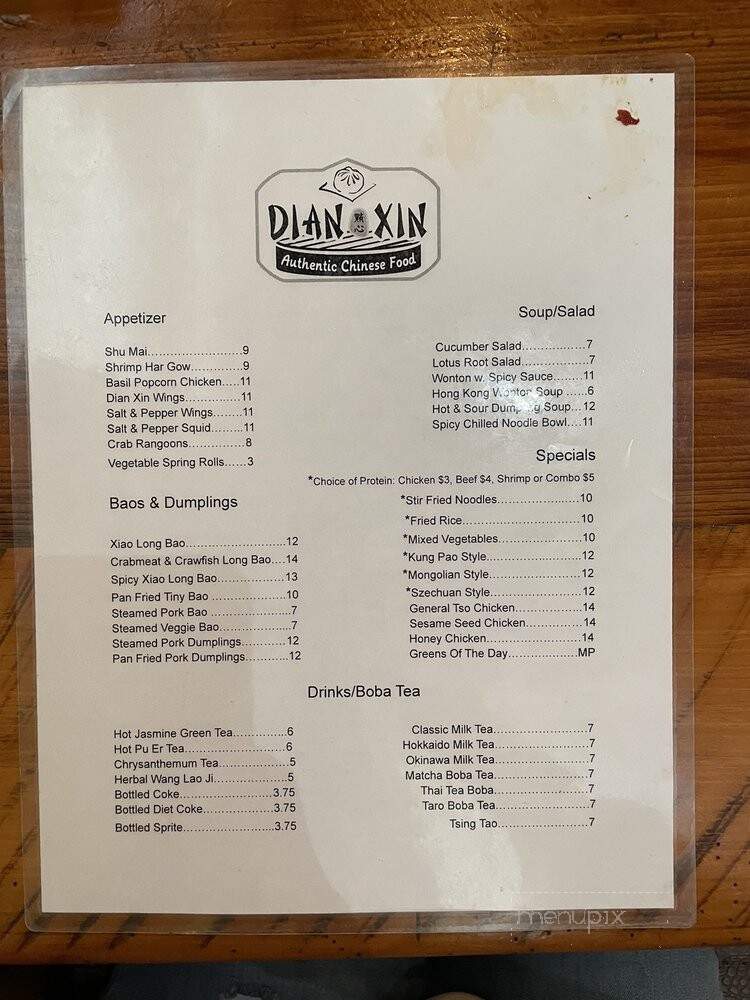 DIAN 點心 XIN
Authentic Chinese Food
Appetizer
Shu Mai.......................9
Shrimp Har Gow.............9
Basil Popcorn Chicken.....11
Dian Xin Wings.............11
Salt & Pepper Wings........11
Salt & Pepper Squid........11
Crab Rangoons..............8
Vegetable Spring Rolls......3
Soup/Salad
Cucumber Salad...............7
Lotus Root Salad.................7
Wonton w. Spicy Sauce........11
Hong Kong Wonton Soup ......6
Hot & Sour Dumpling Soup...12
Spicy Chilled Noodle Bowl....11
Specials
*Choice of Protein: Chicken $3, Beef $4, Shrimp or Combo $5
*Stir Fried Noodles.....................10
*Fried Rice..............................10
*Mixed Vegetables.....................10
*Kung Pao Style........................12
*Mongolian Style.......................12
*Szechuan Style.......................12
General Tso Chicken.................14
Sesame Seed Chicken...............14
Honey Chicken........................14
Greens Of The Day..................MP
Baos & Dumplings
Xiao Long Bao.........................12
Crabmeat & Crawfish Long Bao....14
Spicy Xiao Long Bao.................13
Pan Fried Tiny Bao ...................10
Steamed Pork Bao ....................7
Steamed Veggie Bao..................7
Steamed Pork Dumplings...........12
Pan Fried Pork Dumplings...........12
Drinks/Boba Tea
Hot Jasmine Green Tea..............6
Hot Pu Er Tea..........................6
Chrysanthemum Tea..................5
Herbal Wang Lao Ji...................5
Bottled Coke........................3.75
Bottled Diet Coke..................3.75
Bottled Sprite.......................3.75
Classic Milk Tea........................7
Hokkaido Milk Tea......................7
Okinawa Milk Tea......................7
Matcha Boba Tea......................7
Thai Tea Boba..........................7
Taro Boba Tea..........................7
Tsing Tao.......................7
menupix